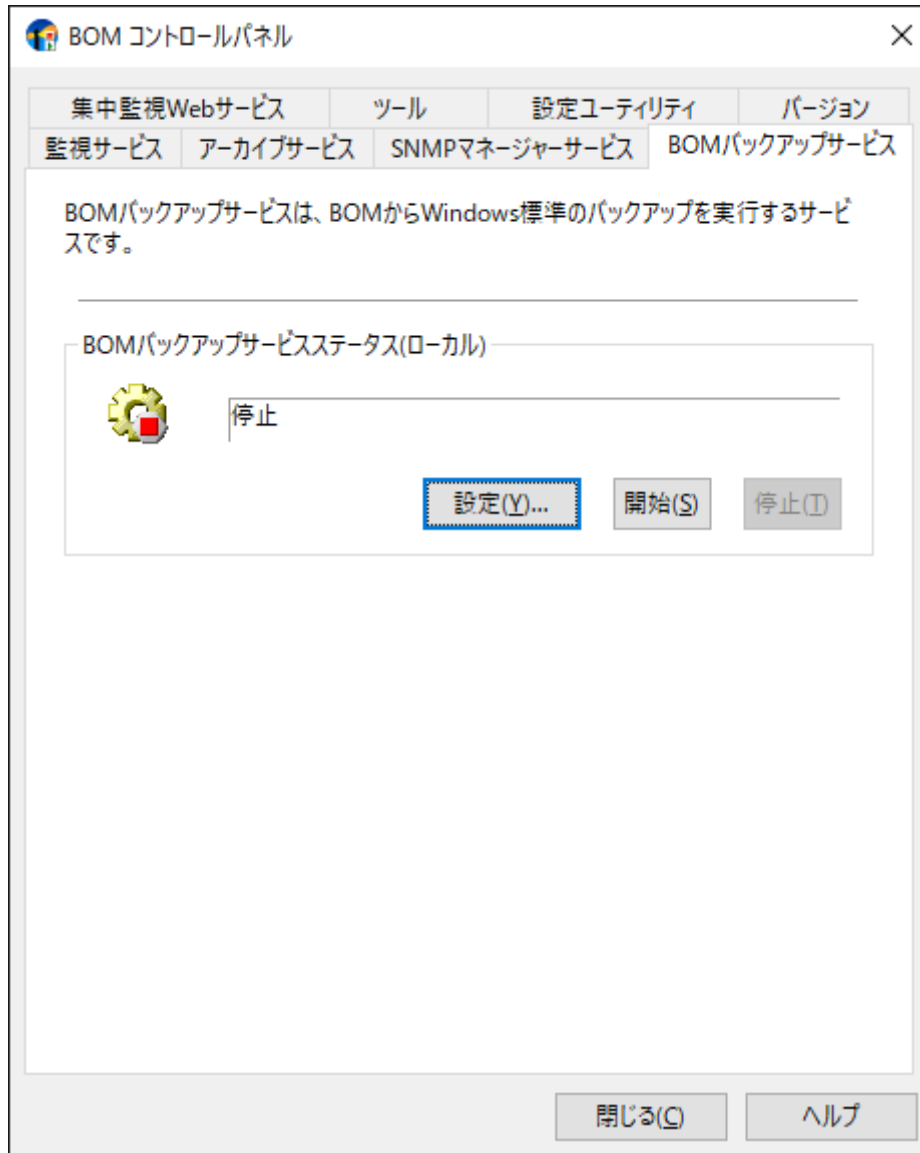 BOM コントロールパネル
集中監視Webサービス
ツール
設定ユーティリティ
バージョン
監視サービス
アーカイブサービス
SNMPマネージャーサービス
BOMバックアップサービス
BOMバックアップサービスは、BOMからWindows標準のバックアップを実行するサービ
スです。
BOMバックアップサービスステータス(ローカル)
停止
設定(Y)...
開始(S)
停止(T)
閉じる(C)
ヘルプ